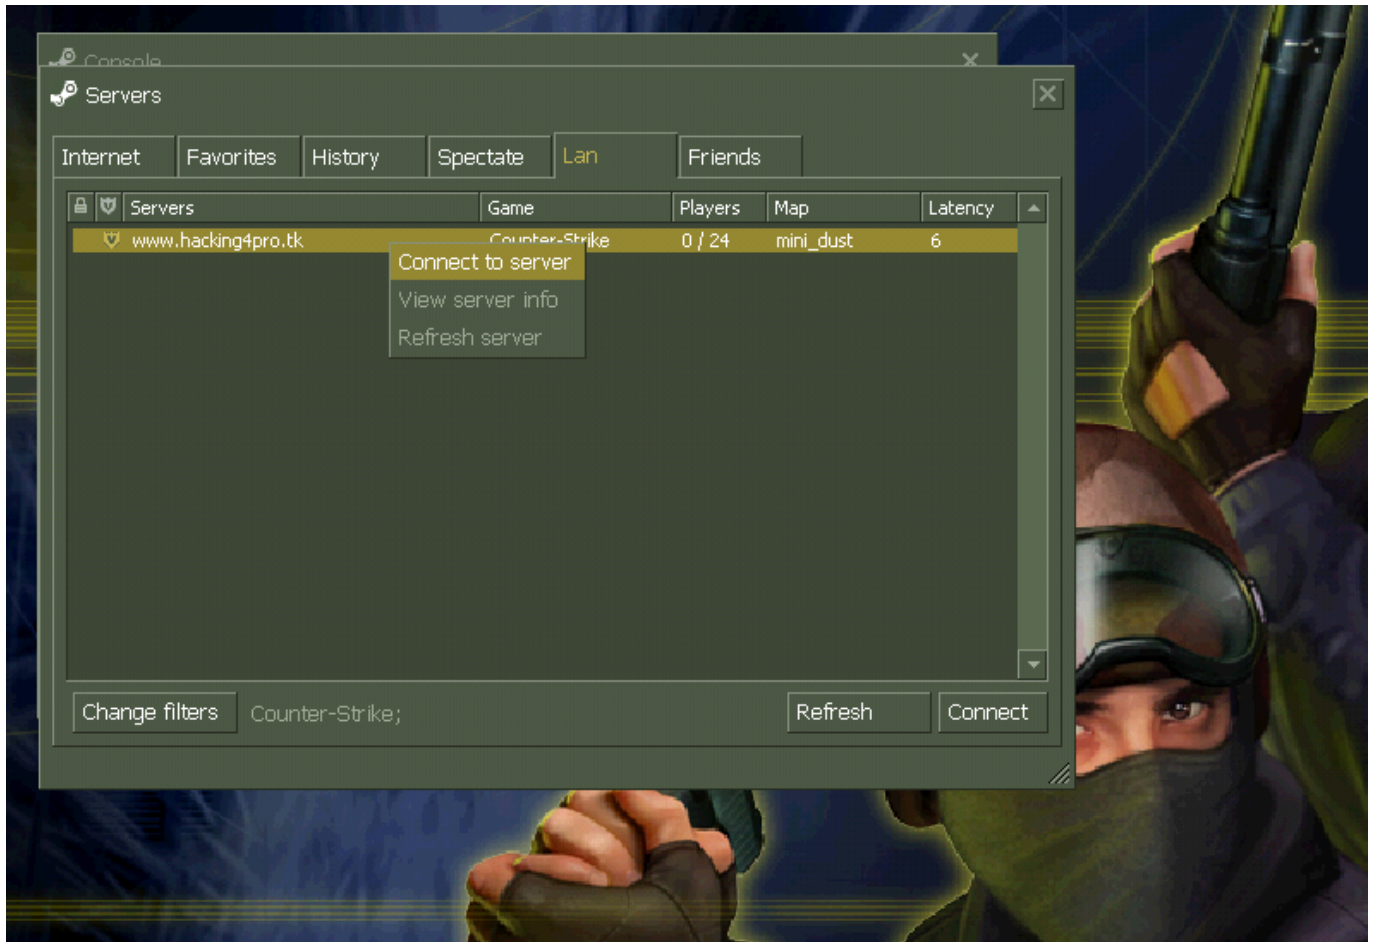 Console
Servers
Internet Favorites History Spectate Lan Friends
Servers Game Players Map Latency
www.hacking4pro.tk Counter-Strike 0 / 24 mini_dust 6
Connect to server
View server info
Refresh server
Change filters Counter-Strike; Refresh Connect